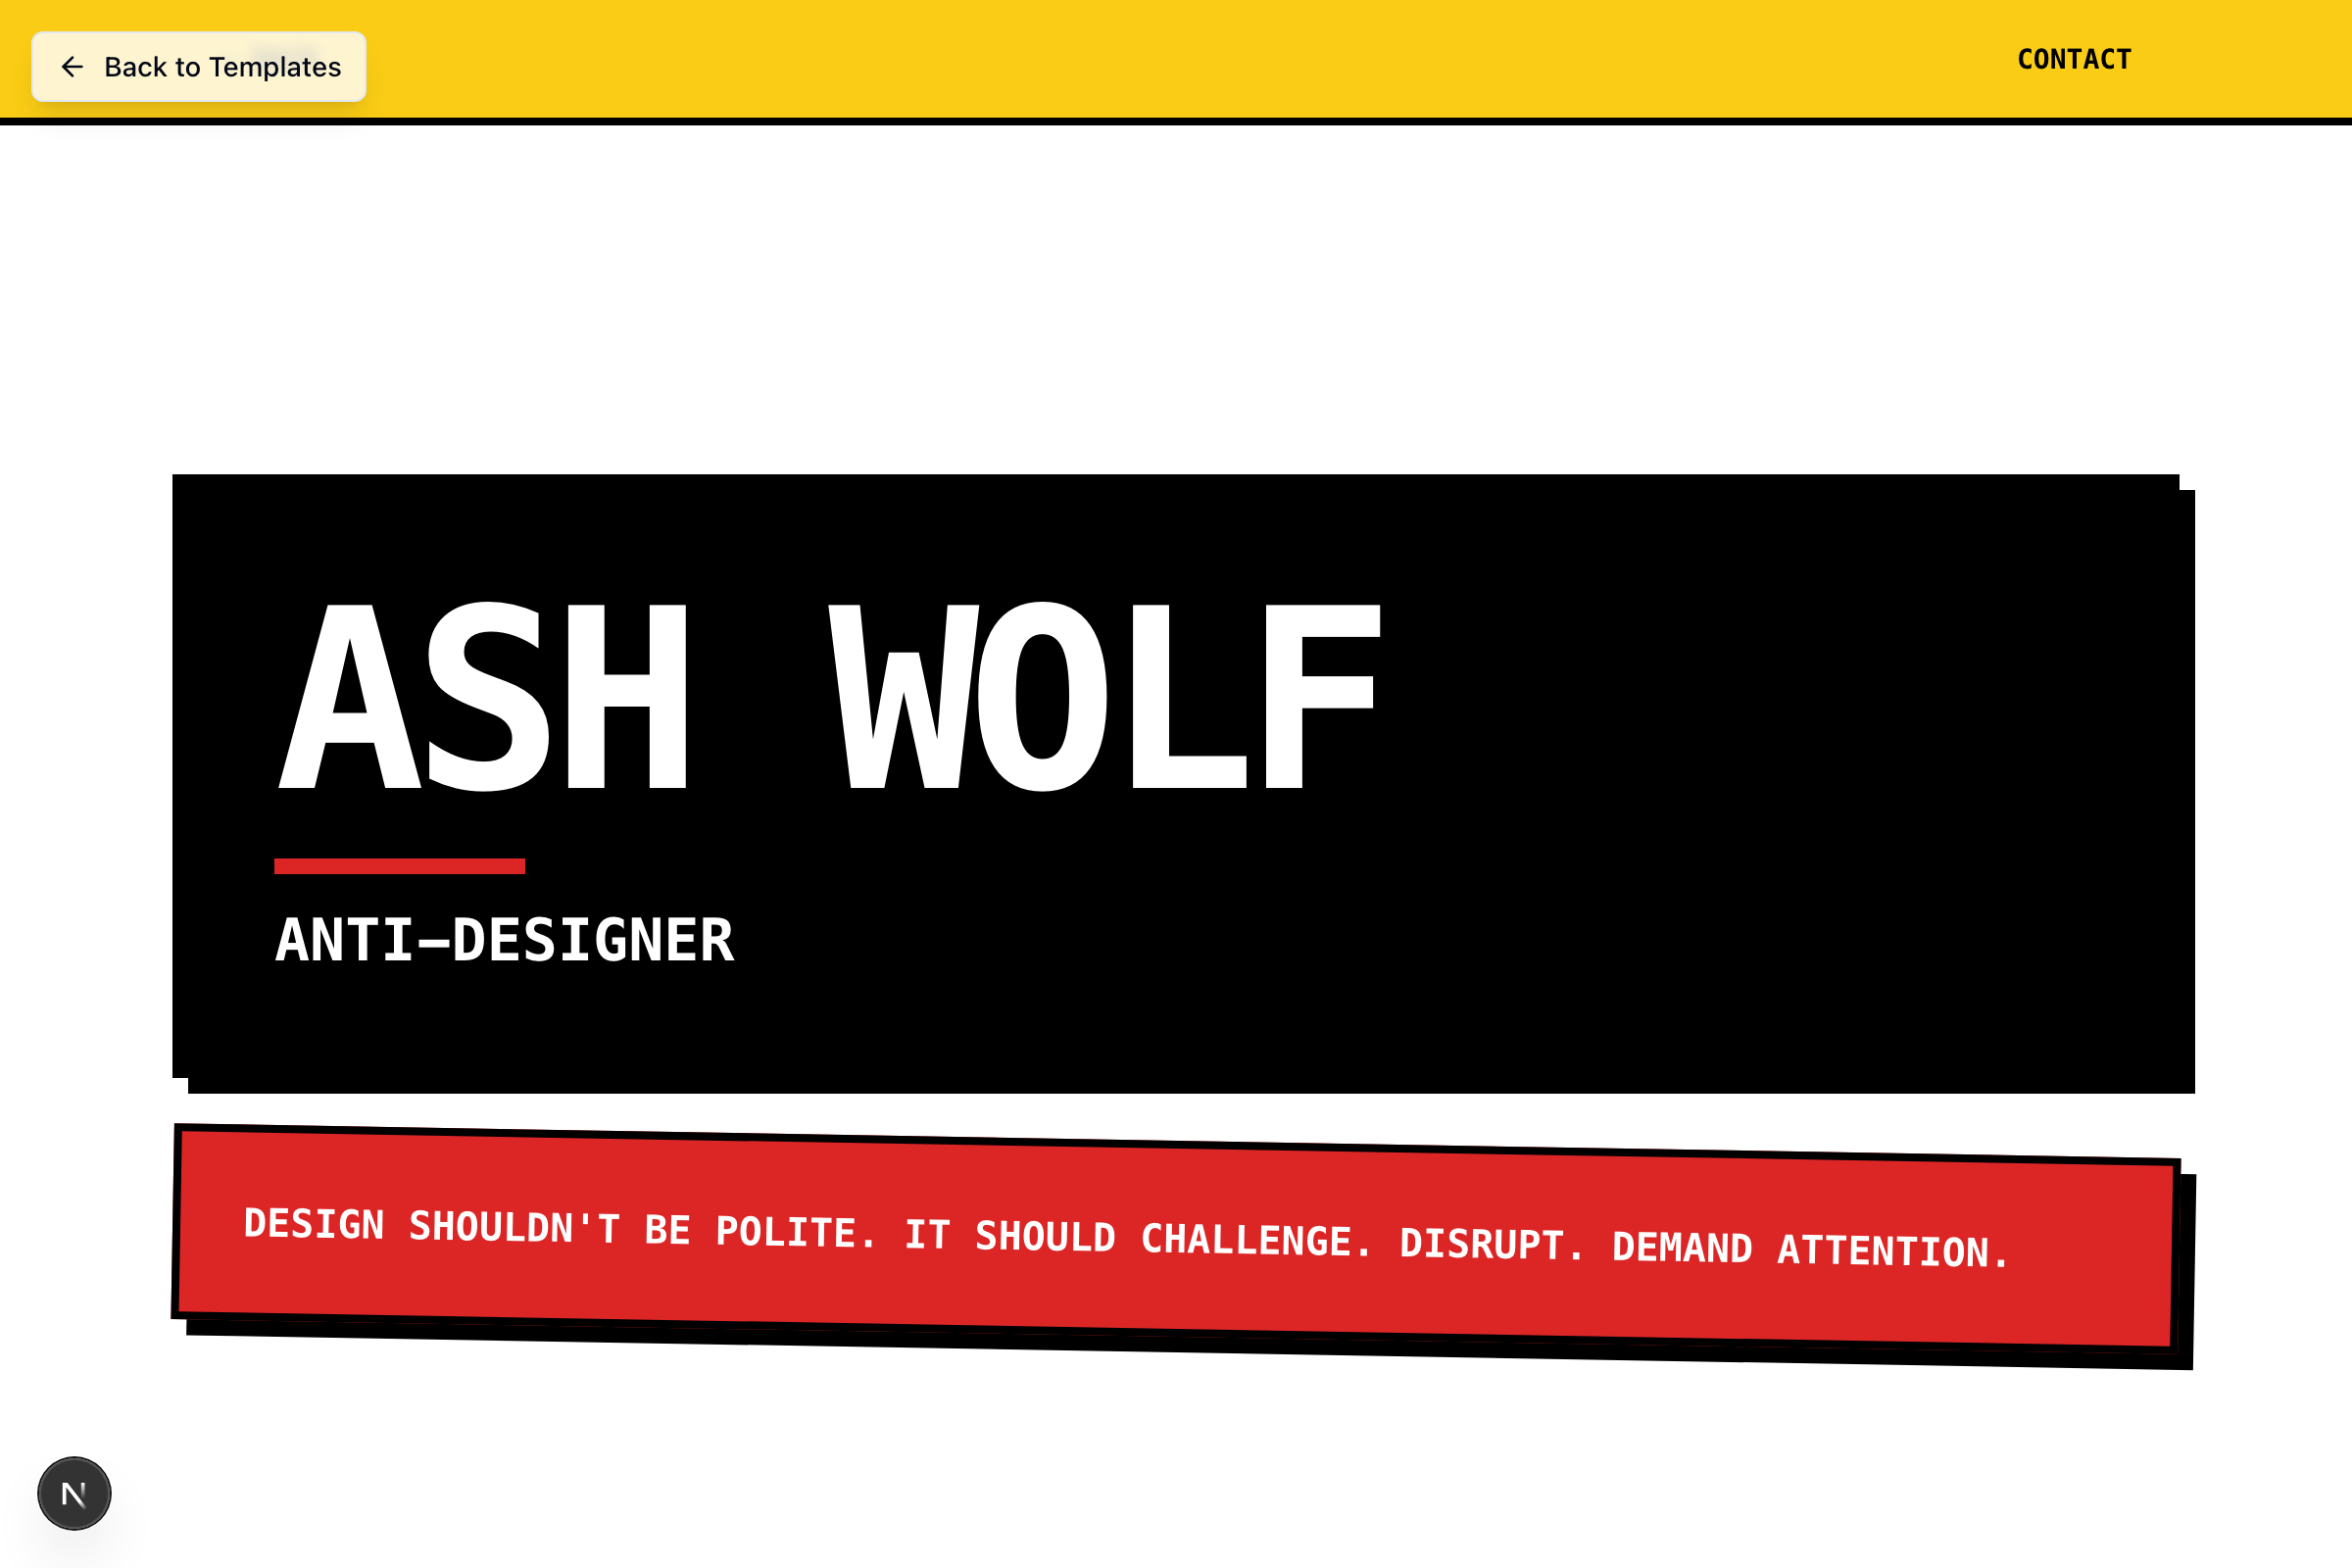 Back to Templates
CONTACT
ASH WOLF
ANTI—DESIGNER
DESIGN SHOULDN'T BE POLITE. IT SHOULD CHALLENGE. DISRUPT. DEMAND ATTENTION.
N